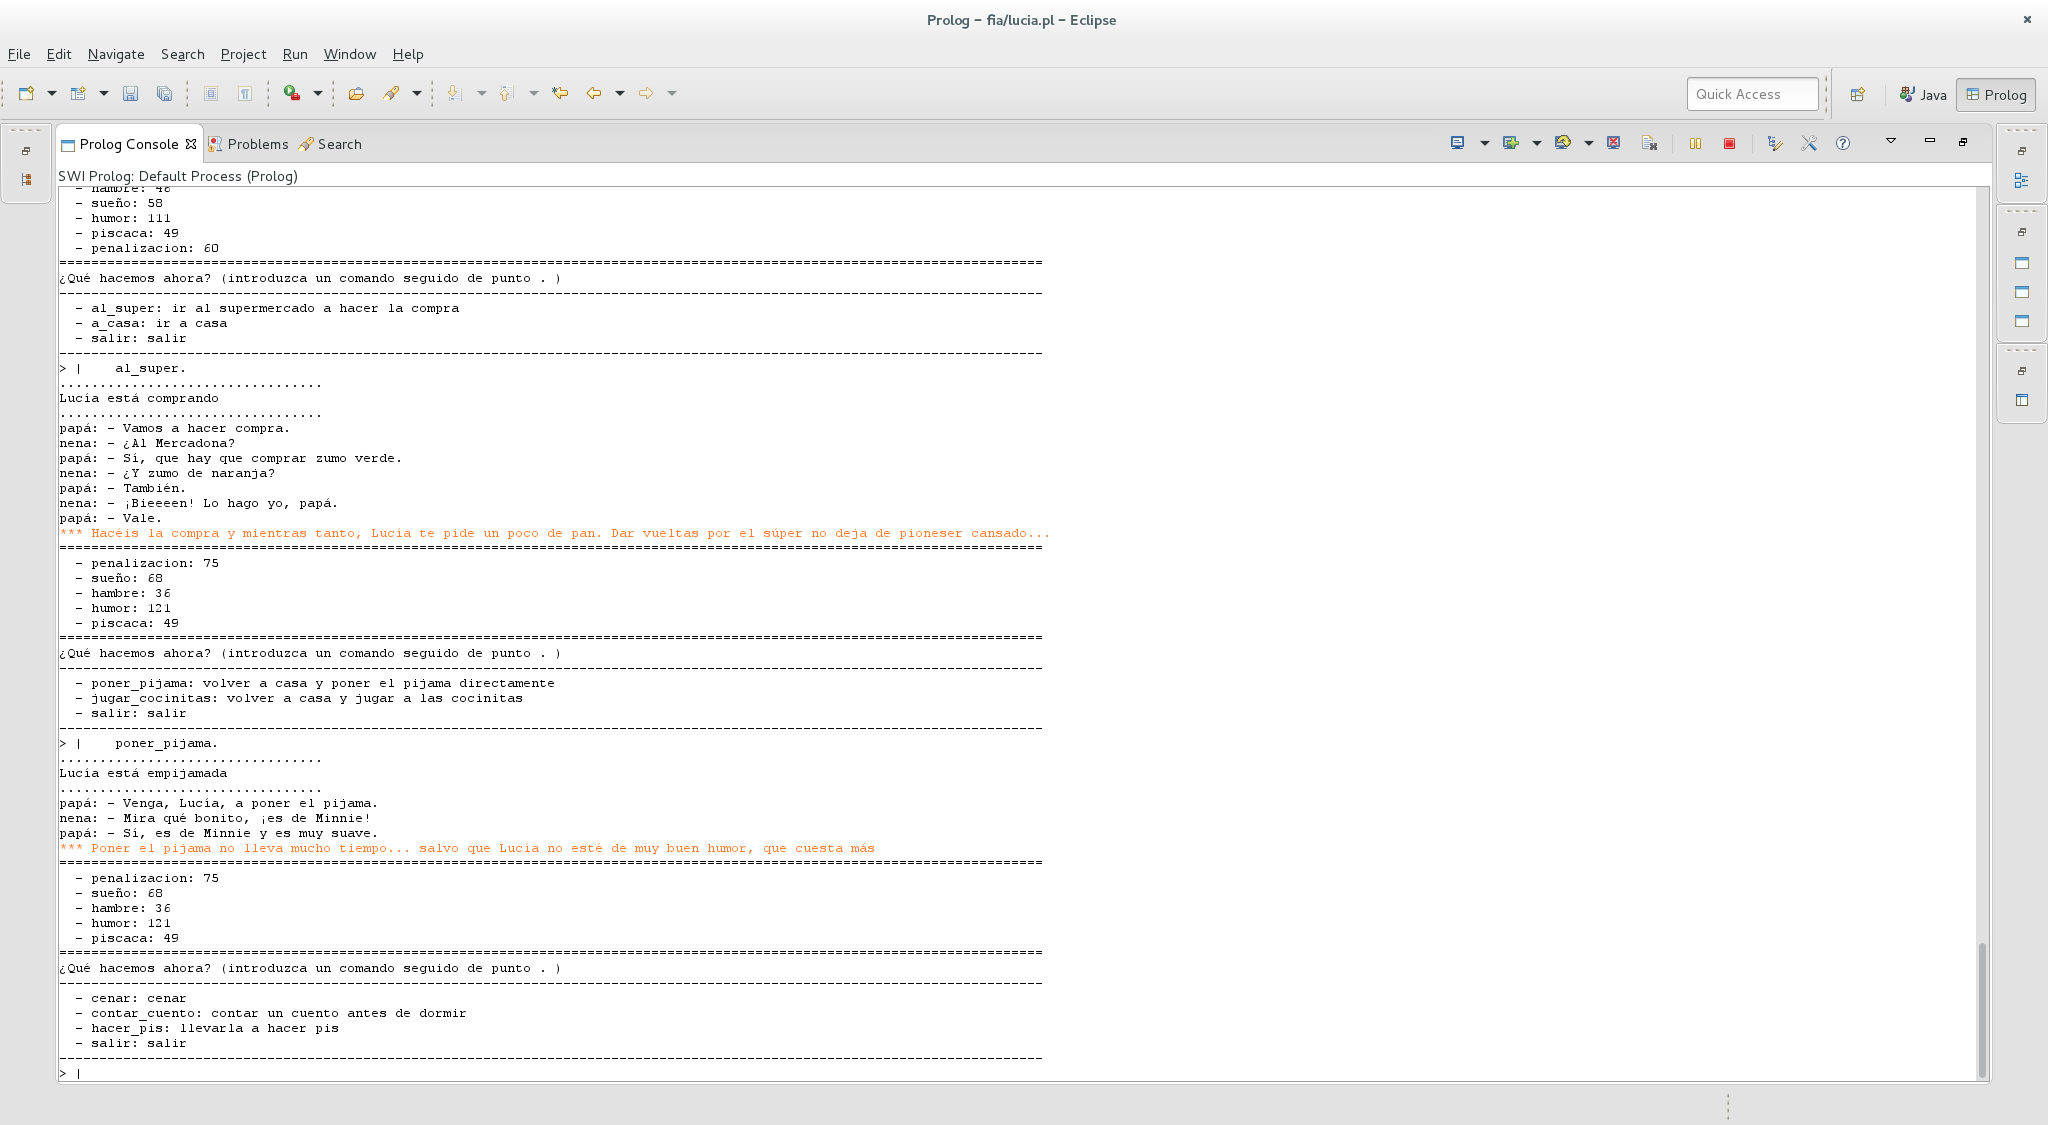 Prolog – fia/lucia.pl – Eclipse
File Edit Navigate Search Project Run Window Help
Quick Access
Java
Prolog
Prolog Console
Problems
Search
SWI Prolog: Default Process (Prolog)
- hambre:
- sueño: 58
- humor: 111
- piscaca: 49
- penalizacion: 60
==========================================================================================================================
¿Qué hacemos ahora? (introduzca un comando seguido de punto . )
--------------------------------------------------------------------------------------------------------------------------
- al_super: ir al supermercado a hacer la compra
- a_casa: ir a casa
- salir: salir
--------------------------------------------------------------------------------------------------------------------------
> |    al_super.
.................................
Lucía está comprando
.................................
papá: - Vamos a hacer compra.
nena: - ¿Al Mercadona?
papá: - Sí, que hay que comprar zumo verde.
nena: - ¿Y zumo de naranja?
papá: - También.
nena: - ¡Bieeeen! Lo hago yo, papá.
papá: - Vale.
*** Hacéis la compra y mientras tanto, Lucía te pide un poco de pan. Dar vueltas por el súper no deja de pioneser cansado...
==========================================================================================================================
- penalizacion: 75
- sueño: 68
- hambre: 36
- humor: 121
- piscaca: 49
==========================================================================================================================
¿Qué hacemos ahora? (introduzca un comando seguido de punto . )
--------------------------------------------------------------------------------------------------------------------------
- poner_pijama: volver a casa y poner el pijama directamente
- jugar_cocinitas: volver a casa y jugar a las cocinitas
- salir: salir
--------------------------------------------------------------------------------------------------------------------------
> |    poner_pijama.
.................................
Lucía está empijamada
.................................
papá: - Venga, Lucía, a poner el pijama.
nena: - Mira qué bonito, ¡es de Minnie!
papá: - Sí, es de Minnie y es muy suave.
*** Poner el pijama no lleva mucho tiempo... salvo que Lucía no esté de muy buen humor, que cuesta más
==========================================================================================================================
- penalizacion: 75
- sueño: 68
- hambre: 36
- humor: 121
- piscaca: 49
==========================================================================================================================
¿Qué hacemos ahora? (introduzca un comando seguido de punto . )
--------------------------------------------------------------------------------------------------------------------------
- cenar: cenar
- contar_cuento: contar un cuento antes de dormir
- hacer_pis: llevarla a hacer pis
- salir: salir
--------------------------------------------------------------------------------------------------------------------------
> |